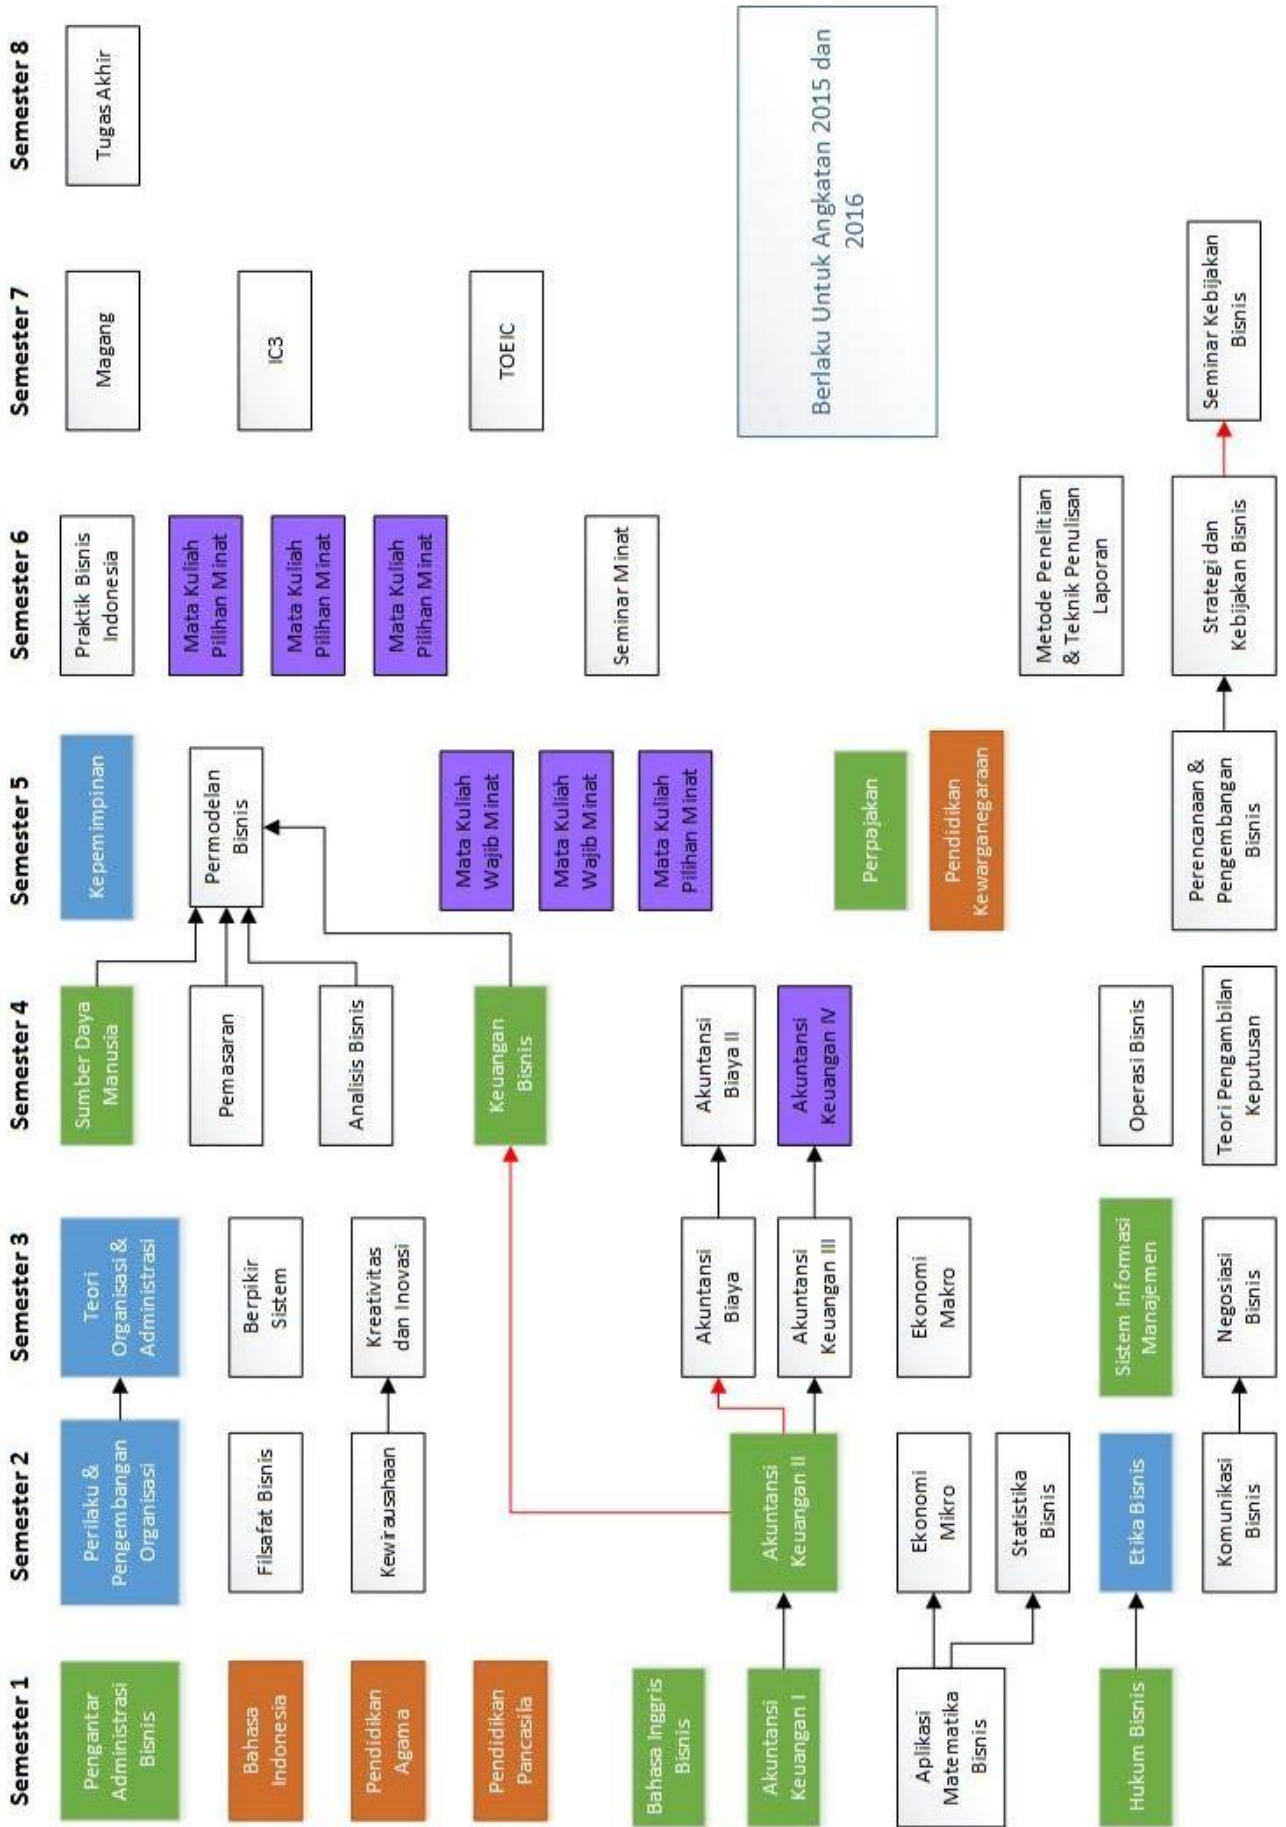 Semester 1
Pengantar
Administrasi
Bisnis
Bahasa
Indonesia
Pendidikan
Agama
Pendidikan
Pancasila
Bahasa Inggris
Bisnis
Akuntansi
Keuangan I
Aplikasi
Matematika
Bisnis
Hukum Bisnis
Semester 2
Perilaku &
Pengembangan
Organisasi
Filsafat Bisnis
Kewirausahaan
Akuntansi
Keuangan II
Ekonomi
Mikro
Statistika
Bisnis
Etika Bisnis
Komunikasi
Bisnis
Semester 3
Teori
Organisasi &
Administrasi
Berpikir
Sistem
Kreativitas
dan Inovasi
Akuntansi
Biaya
Akuntansi
Keuangan III
Ekonomi
Makro
Sistem Informasi
Manajemen
Negosiasi
Bisnis
Semester 4
Sumber Daya
Manusia
Pemasaran
Analisis Bisnis
Keuangan
Bisnis
Akuntansi
Biaya II
Akuntansi
Keuangan IV
Operasi Bisnis
Teori Pengambilan
Keputusan
Semester 5
Kepemimpinan
Permodelan
Bisnis
Mata Kuliah
Wajib Minat
Mata Kuliah
Wajib Minat
Mata Kuliah
Pilihan Minat
Perpajakan
Pendidikan
Kewarganegaraan
Perencanaan &
Pengembangan
Bisnis
Semester 6
Praktik Bisnis
Indonesia
Mata Kuliah
Pilihan Minat
Mata Kuliah
Pilihan Minat
Mata Kuliah
Pilihan Minat
Seminar Minat
Metode Penelitian
& Teknik Penulisan
Laporan
Strategi dan
Kebijakan Bisnis
Semester 7
Magang
IC3
TOEIC
Seminar Kebijakan
Bisnis
Semester 8
Tugas Akhir
Berlaku Untuk Angkatan 2015 dan
2016